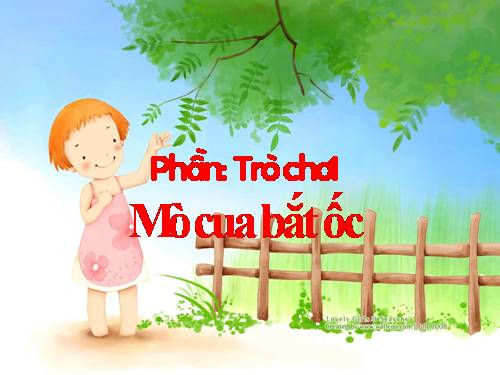 Phần: Trò chơi
Mò cua bắt ốc